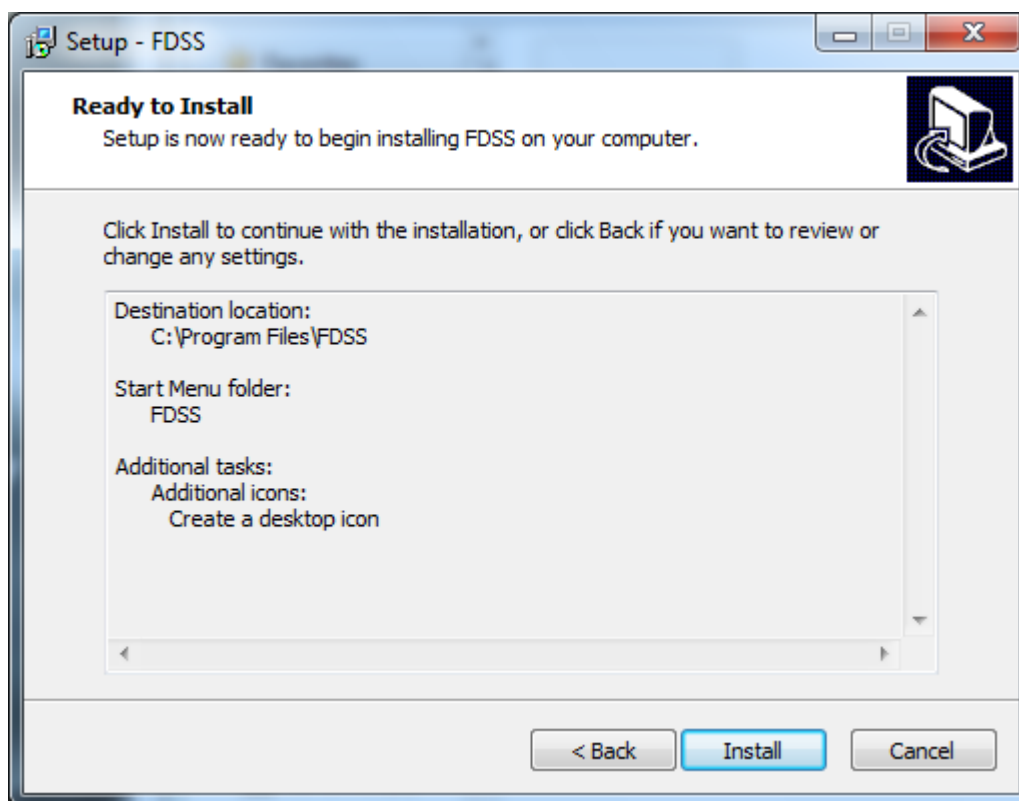 Setup - FDSS
Ready to Install
Setup is now ready to begin installing FDSS on your computer.
Click Install to continue with the installation, or click Back if you want to review or
change any settings.
Destination location:
C:\Program Files\FDSS
Start Menu folder:
FDSS
Additional tasks:
Additional icons:
Create a desktop icon
< Back
Install
Cancel